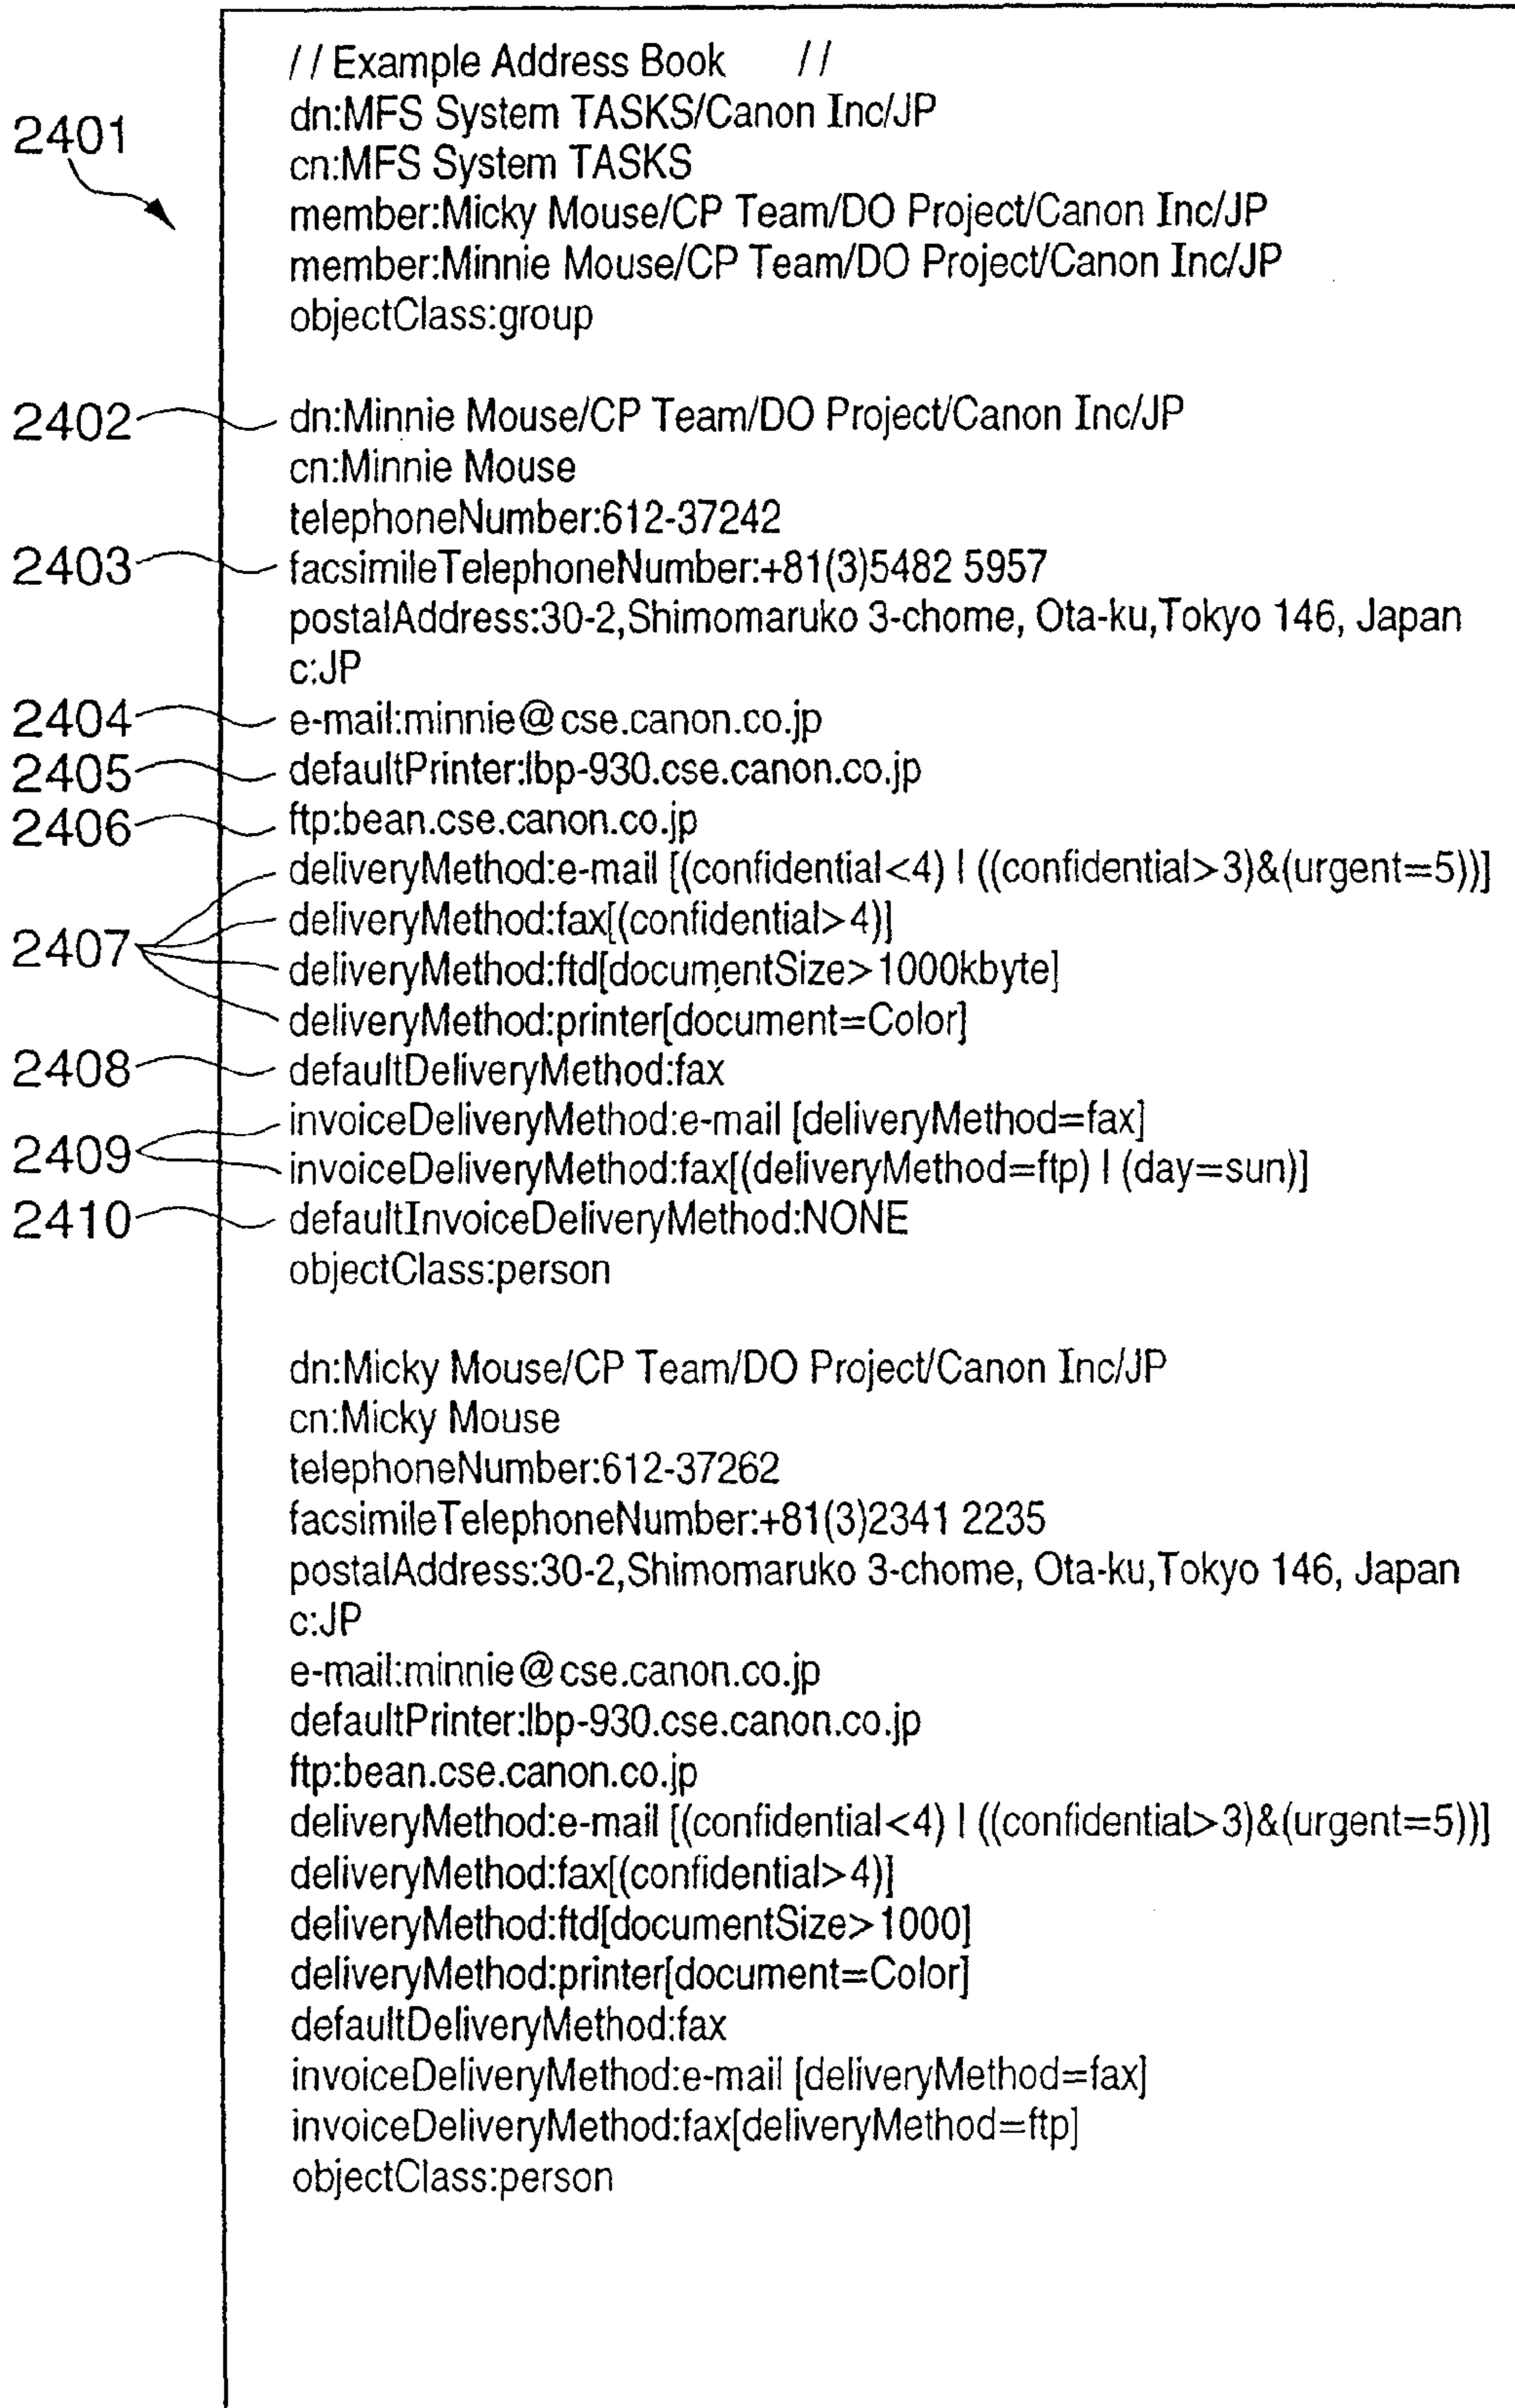 // Example Address Book //
2401
dn:MFS System TASKS/Canon Inc/JP
cn:MFS System TASKS
member:Micky Mouse/CP Team/DO Project/Canon Inc/JP
member:Minnie Mouse/CP Team/DO Project/Canon Inc/JP
objectClass:group
2402 dn:Minnie Mouse/CP Team/DO Project/Canon Inc/JP
cn:Minnie Mouse
telephoneNumber:612-37242
2403 facsimileTelephoneNumber:+81(3)5482 5957
postalAddress:30-2,Shimomaruko 3-chome, Ota-ku,Tokyo 146, Japan
c:JP
2404 e-mail:minnie@cse.canon.co.jp
2405 defaultPrinter:lbp-930.cse.canon.co.jp
2406 ftp:bean.cse.canon.co.jp
deliveryMethod:e-mail [(confidential<4) | ((confidential>3)&(urgent=5))]
deliveryMethod:fax[(confidential>4)]
2407
deliveryMethod:ftd[documentSize>1000kbyte]
deliveryMethod:printer[document=Color]
2408 defaultDeliveryMethod:fax
invoiceDeliveryMethod:e-mail [deliveryMethod=fax]
2409
invoiceDeliveryMethod:fax[(deliveryMethod=ftp) | (day=sun)]
2410 defaultInvoiceDeliveryMethod:NONE
objectClass:person
dn:Micky Mouse/CP Team/DO Project/Canon Inc/JP
cn:Micky Mouse
telephoneNumber:612-37262
facsimileTelephoneNumber:+81(3)2341 2235
postalAddress:30-2,Shimomaruko 3-chome, Ota-ku,Tokyo 146, Japan
c:JP
e-mail:minnie@cse.canon.co.jp
defaultPrinter:lbp-930.cse.canon.co.jp
ftp:bean.cse.canon.co.jp
deliveryMethod:e-mail [(confidential<4) | ((confidential>3)&(urgent=5))]
deliveryMethod:fax[(confidential>4)]
deliveryMethod:ftd[documentSize>1000]
deliveryMethod:printer[document=Color]
defaultDeliveryMethod:fax
invoiceDeliveryMethod:e-mail [deliveryMethod=fax]
invoiceDeliveryMethod:fax[deliveryMethod=ftp]
objectClass:person